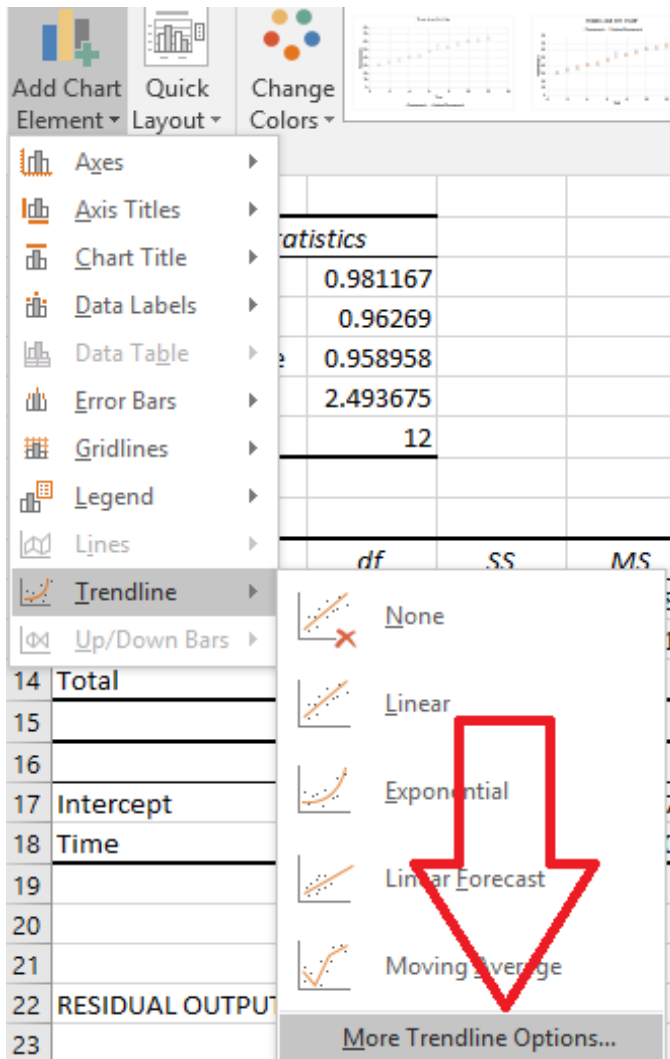 Add Chart Element
Quick Layout
Change Colors
Axes
Axis Titles
Chart Title
Data Labels
Data Table
Error Bars
Gridlines
Legend
Lines
Trendline
Up/Down Bars
atistics
0.981167
0.96269
e 0.958958
2.493675
12
df SS MS
None
Linear
Exponential
Linear Forecast
Moving Average
More Trendline Options...
14 Total
15
16
17 Intercept
18 Time
19
20
21
22 RESIDUAL OUTPUT
23